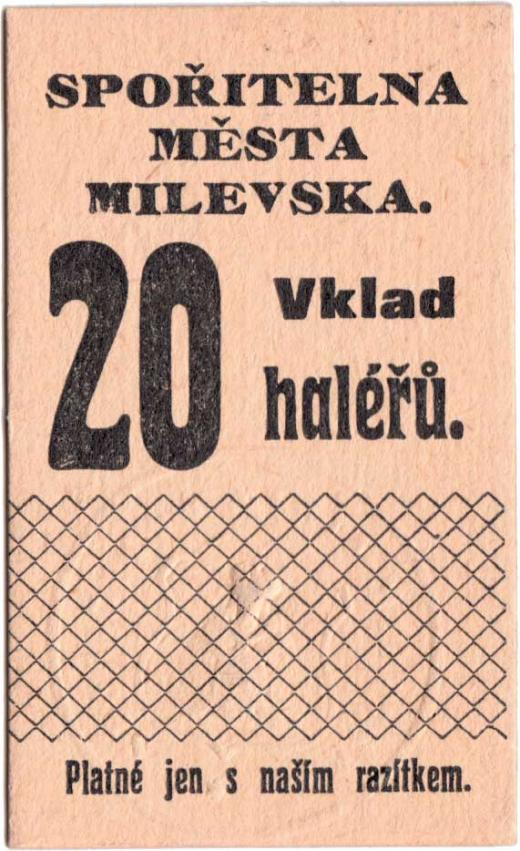 SPOŘITELNA
MĚSTA
MILEVSKA.
20 Vklad
haléřů.
Platné jen s naším razítkem.